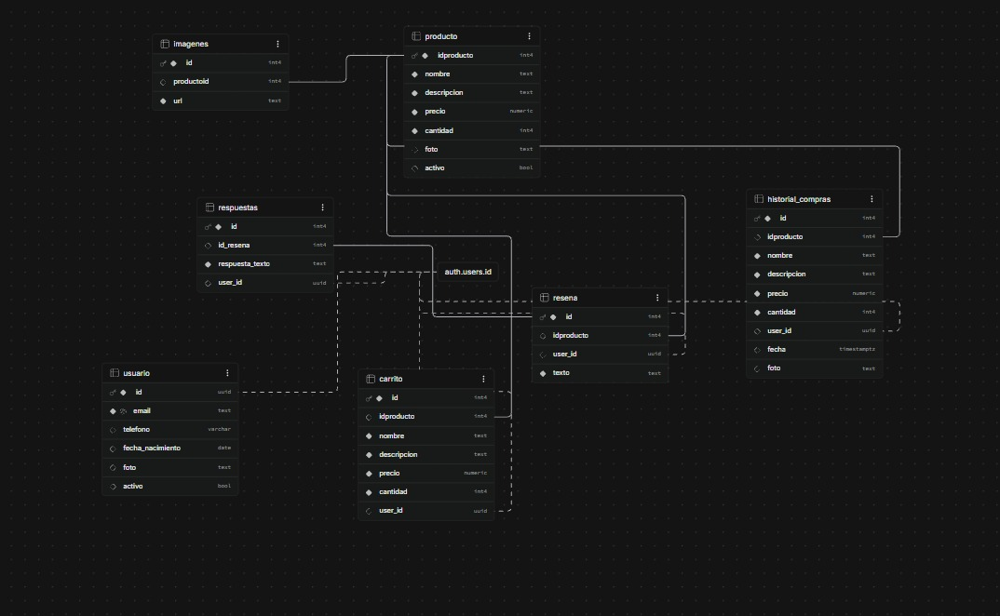 imagenes
id int4
productoid int4
url text
producto
idproducto int4
nombre text
descripcion text
precio numeric
cantidad int4
foto text
activo bool
respuestas
id int4
id_resena int4
respuesta_texto text
user_id uuid
historial_compras
id int4
idproducto int4
nombre text
descripcion text
precio numeric
cantidad int4
user_id uuid
fecha timestamptz
foto text
auth.users.id
resena
id int4
idproducto int4
user_id uuid
texto text
usuario
id uuid
email text
telefono varchar
fecha_nacimiento date
foto text
activo bool
carrito
id int4
idproducto int4
nombre text
descripcion text
precio numeric
cantidad int4
user_id uuid